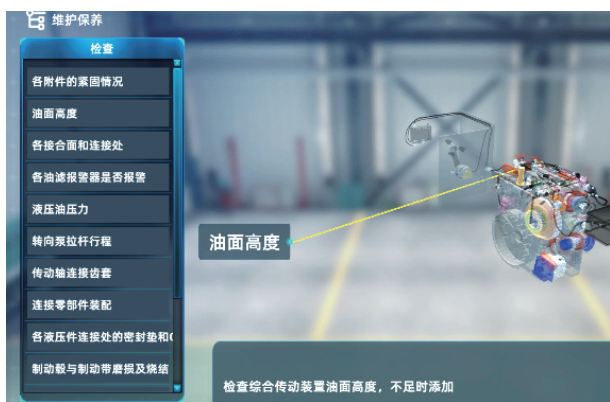 维护保养
检查
各附件的紧固情况
油面高度
各接合面和连接处
各油滤报警器是否报警
液压油压力
转向泵拉杆行程
传动轴连接齿套
连接零部件装配
各液压件连接处的密封垫和
制动毂与制动带磨损及烧结
油面高度
检查综合传动装置油面高度，不足时添加